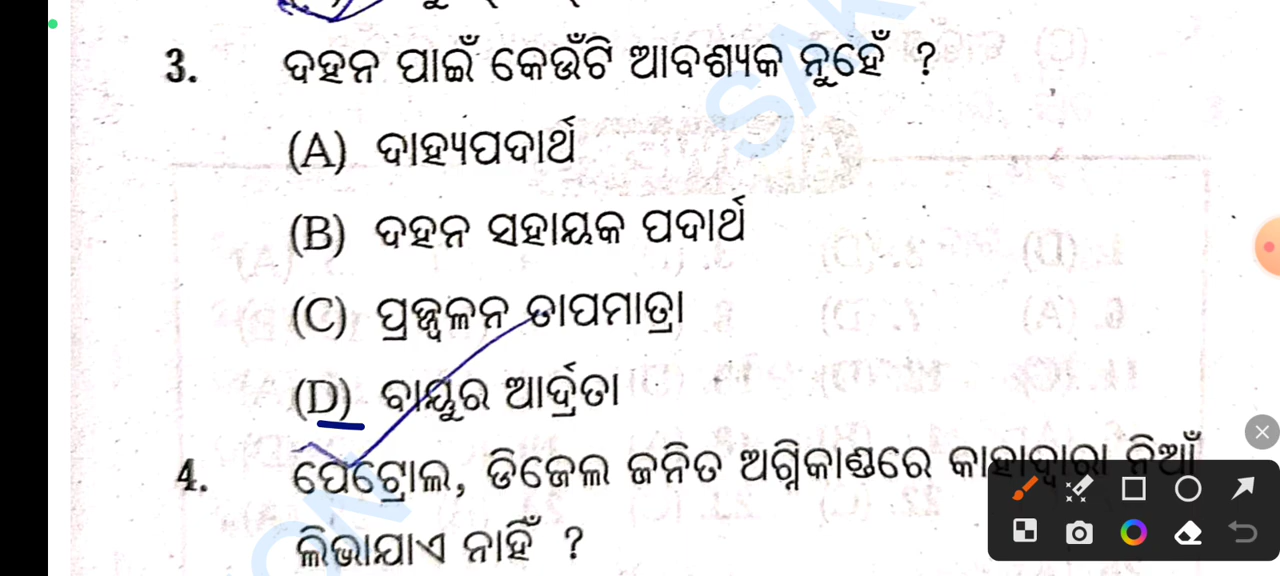 3. ଦହନ ପାଇଁ କେଉଁଟି ଆବଶ୍ୟକ ନୁହେଁ ?
(A) ଦାହ୍ୟପଦାର୍ଥ
(B) ଦହନ ସହାୟକ ପଦାର୍ଥ
(C) ପ୍ରଜ୍ଜ୍ୱଳନ ତାପମାତ୍ରା
(D) ବାୟୁର ଆର୍ଦ୍ରତା
4. ପେଟ୍ରୋଲ, ଡିଜେଲ ଜନିତ ଅଗ୍ନିକାଣ୍ଡରେ କାହାଦ୍ୱାରା ନିଆଁ
ଲିଭାଯାଏ ନାହିଁ ?